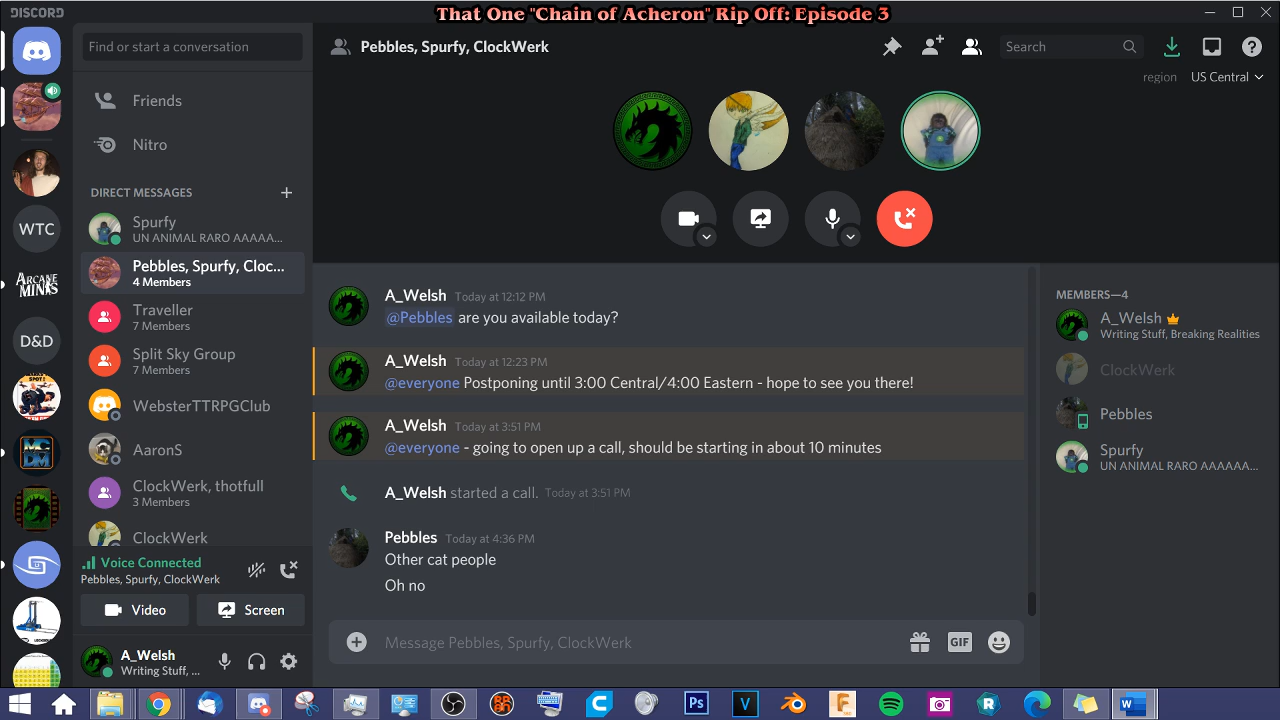 DISCORD
That One "Chain of Acheron" Rip Off: Episode 3
Find or start a conversation
Friends
Nitro
DIRECT MESSAGES
Spurfy
UN ANIMAL RARO AAAAA...
Pebbles, Spurfy, Cloc...
4 Members
Traveller
7 Members
Split Sky Group
7 Members
WebsterTTRPGClub
AaronS
ClockWerk, thotfull
3 Members
ClockWerk
WTC
ARCANE
MINKS
D&D
MCDM
Voice Connected
Pebbles, Spurfy, ClockWerk
Video
Screen
A_Welsh
Writing Stuff, ...
Pebbles, Spurfy, ClockWerk
Search
region
US Central
A_Welsh Today at 12:12 PM
@Pebbles are you available today?
A_Welsh Today at 12:23 PM
@everyone Postponing until 3:00 Central/4:00 Eastern - hope to see you there!
A_Welsh Today at 3:51 PM
@everyone - going to open up a call, should be starting in about 10 minutes
A_Welsh started a call. Today at 3:51 PM
Pebbles Today at 4:36 PM
Other cat people
Oh no
Message Pebbles, Spurfy, ClockWerk
GIF
MEMBERS—4
A_Welsh
Writing Stuff, Breaking Realities
ClockWerk
Pebbles
Spurfy
UN ANIMAL RARO AAAAAA...
Ps
V
F
W